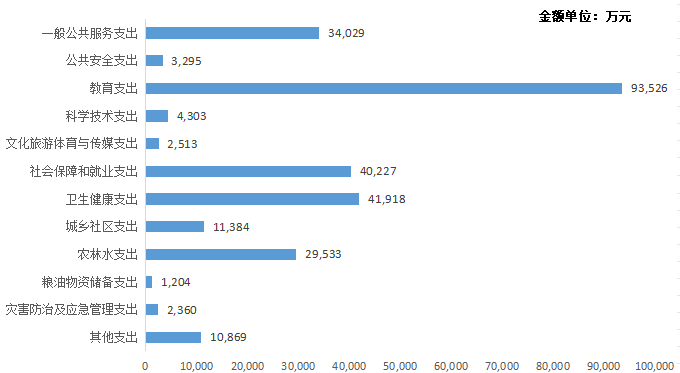 金额单位：万元
一般公共服务支出 34,029
公共安全支出 3,295
教育支出 93,526
科学技术支出 4,303
文化旅游体育与传媒支出 2,513
社会保障和就业支出 40,227
卫生健康支出 41,918
城乡社区支出 11,384
农林水支出 29,533
粮油物资储备支出 1,204
灾害防治及应急管理支出 2,360
其他支出 10,869
0 10,000 20,000 30,000 40,000 50,000 60,000 70,000 80,000 90,000 100,000